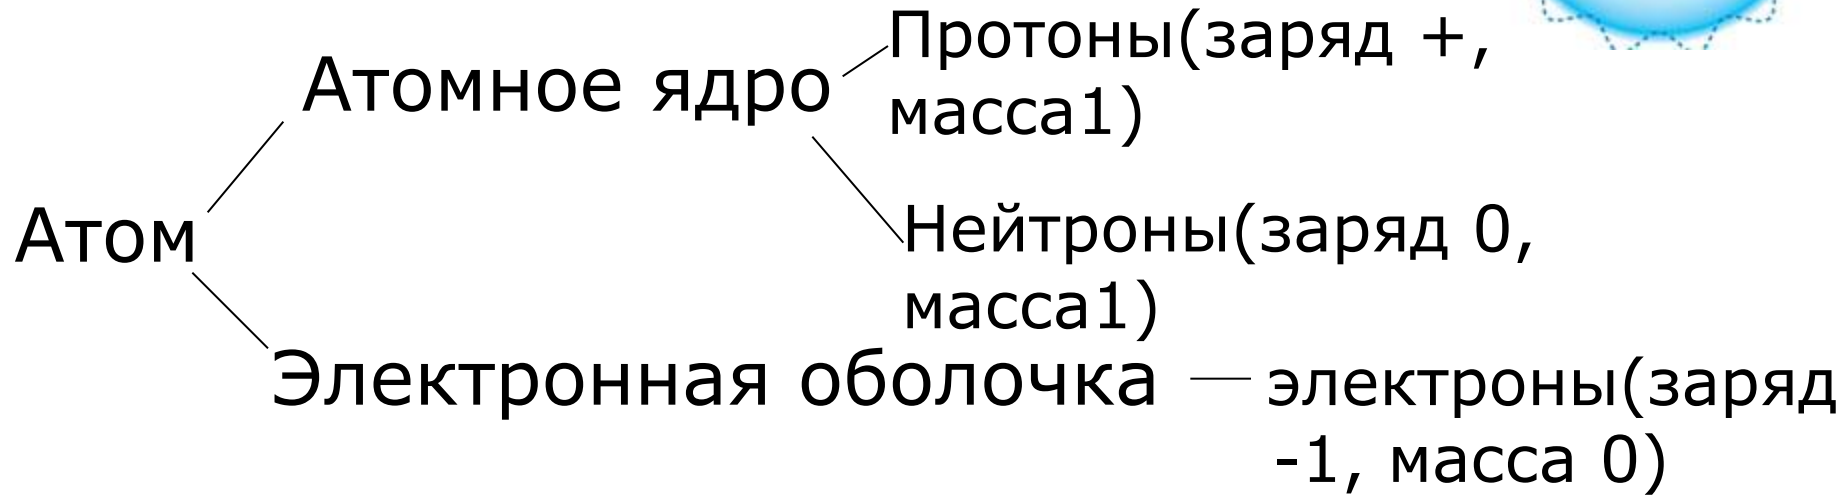 Протоны(заряд +,
масса1)
Атомное ядро
Атом
Нейтроны(заряд 0,
масса1)
Электронная оболочка
электроны(заряд
-1, масса 0)